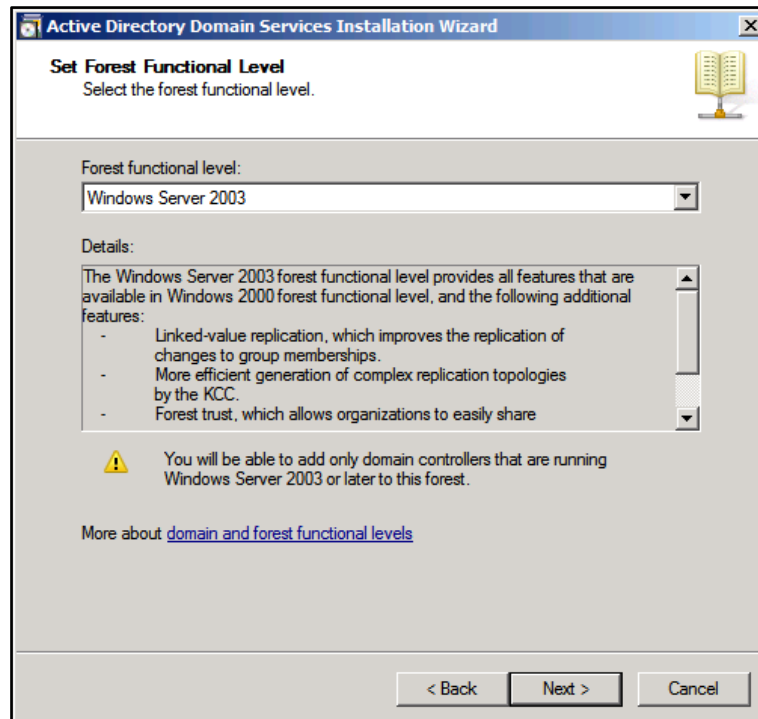 Active Directory Domain Services Installation Wizard
Set Forest Functional Level
Select the forest functional level.
Forest functional level:
Windows Server 2003
Details:
The Windows Server 2003 forest functional level provides all features that are
available in Windows 2000 forest functional level, and the following additional
features:
- Linked-value replication, which improves the replication of
changes to group memberships.
- More efficient generation of complex replication topologies
by the KCC.
- Forest trust, which allows organizations to easily share
You will be able to add only domain controllers that are running
Windows Server 2003 or later to this forest.
More about domain and forest functional levels
< Back Next > Cancel